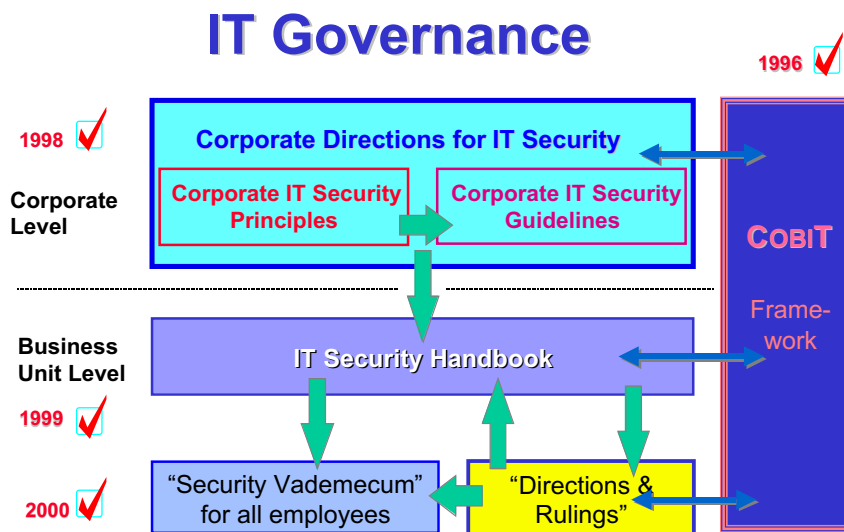 IT Governance
1996
1998
Corporate Directions for IT Security
Corporate IT Security
Principles
Corporate IT Security
Guidelines
Corporate
Level
COBIT
Frame-
work
Business
Unit Level
IT Security Handbook
1999
2000
“Security Vademecum”
for all employees
“Directions &
Rulings”